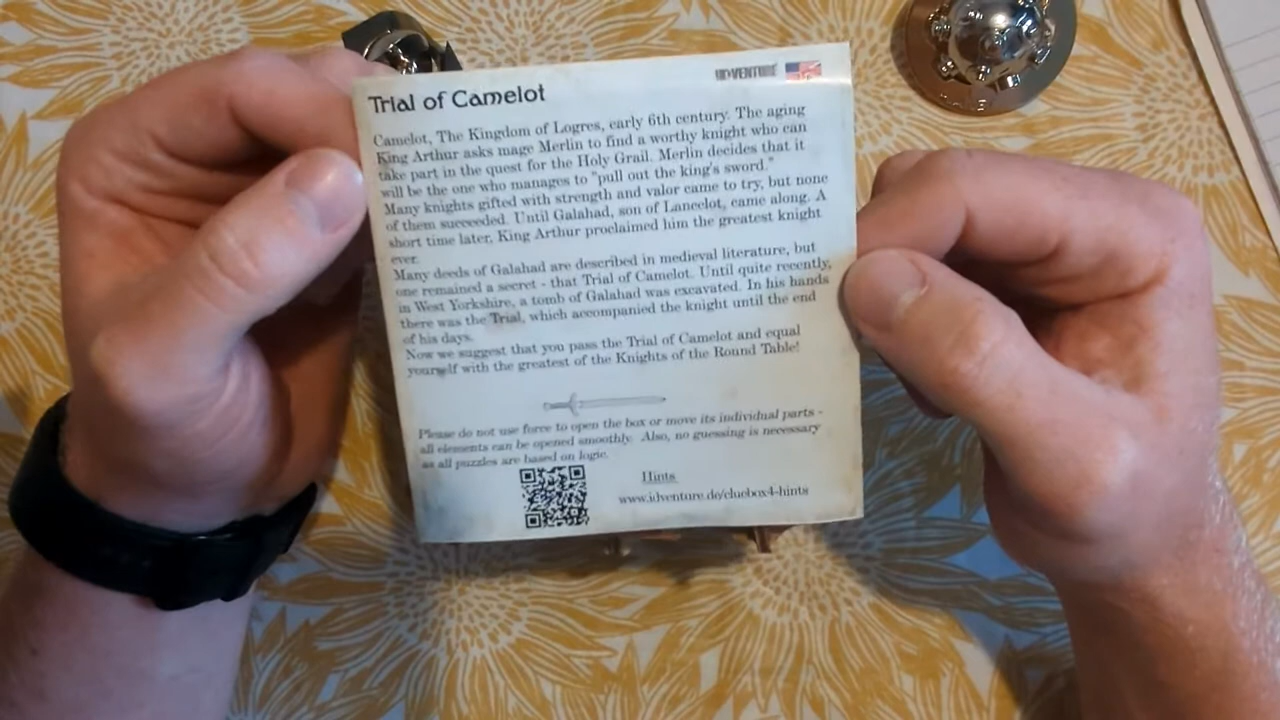 iDVENTURE
Trial of Camelot
Camelot, The Kingdom of Logres, early 6th century. The aging
King Arthur asks mage Merlin to find a worthy knight who can
take part in the quest for the Holy Grail. Merlin decides that it
will be the one who manages to "pull out the king's sword."
Many knights gifted with strength and valor came to try, but none
of them succeeded. Until Galahad, son of Lancelot, came along. A
short time later, King Arthur proclaimed him the greatest knight
ever.
Many deeds of Galahad are described in medieval literature, but
one remained a secret - that Trial of Camelot. Until quite recently,
in West Yorkshire, a tomb of Galahad was excavated. In his hands
there was the Trial, which accompanied the knight until the end
of his days.
Now we suggest that you pass the Trial of Camelot and equal
yourself with the greatest of the Knights of the Round Table!
Please do not use force to open the box or move its individual parts -
all elements can be opened smoothly. Also, no guessing is necessary
as all puzzles are based on logic.
Hints
www.idventure.de/cluebox4-hints